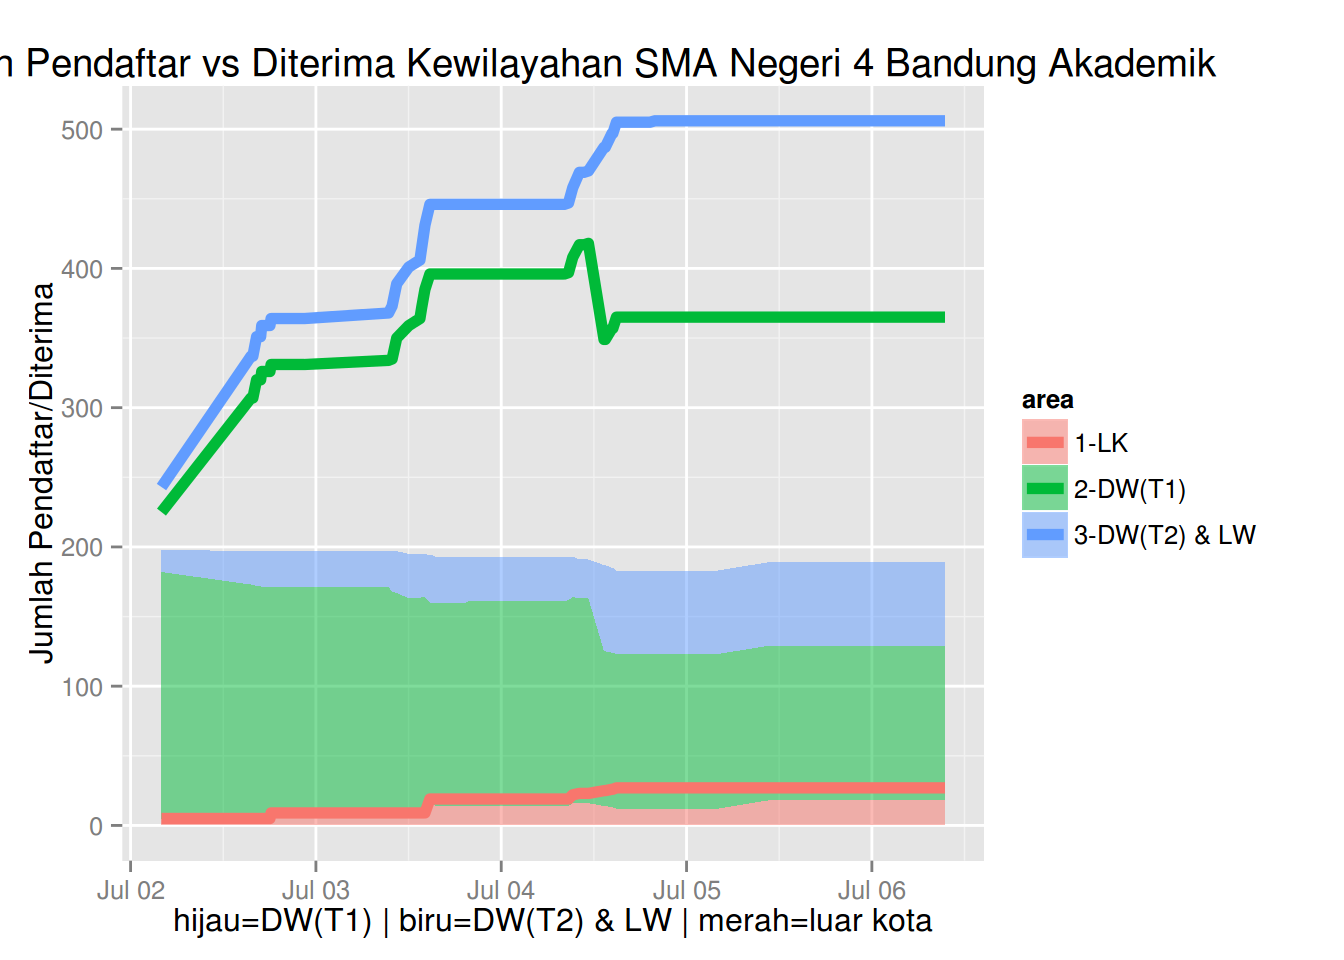 Pendaftar vs Diterima Kewilayahan SMA Negeri 4 Bandung Akademik
500
400
300
200
100
0
Jumlah Pendaftar/Diterima
Jul 02 Jul 03 Jul 04 Jul 05 Jul 06
hijau=DW(T1) | biru=DW(T2) & LW | merah=luar kota
area
1-LK
2-DW(T1)
3-DW(T2) & LW